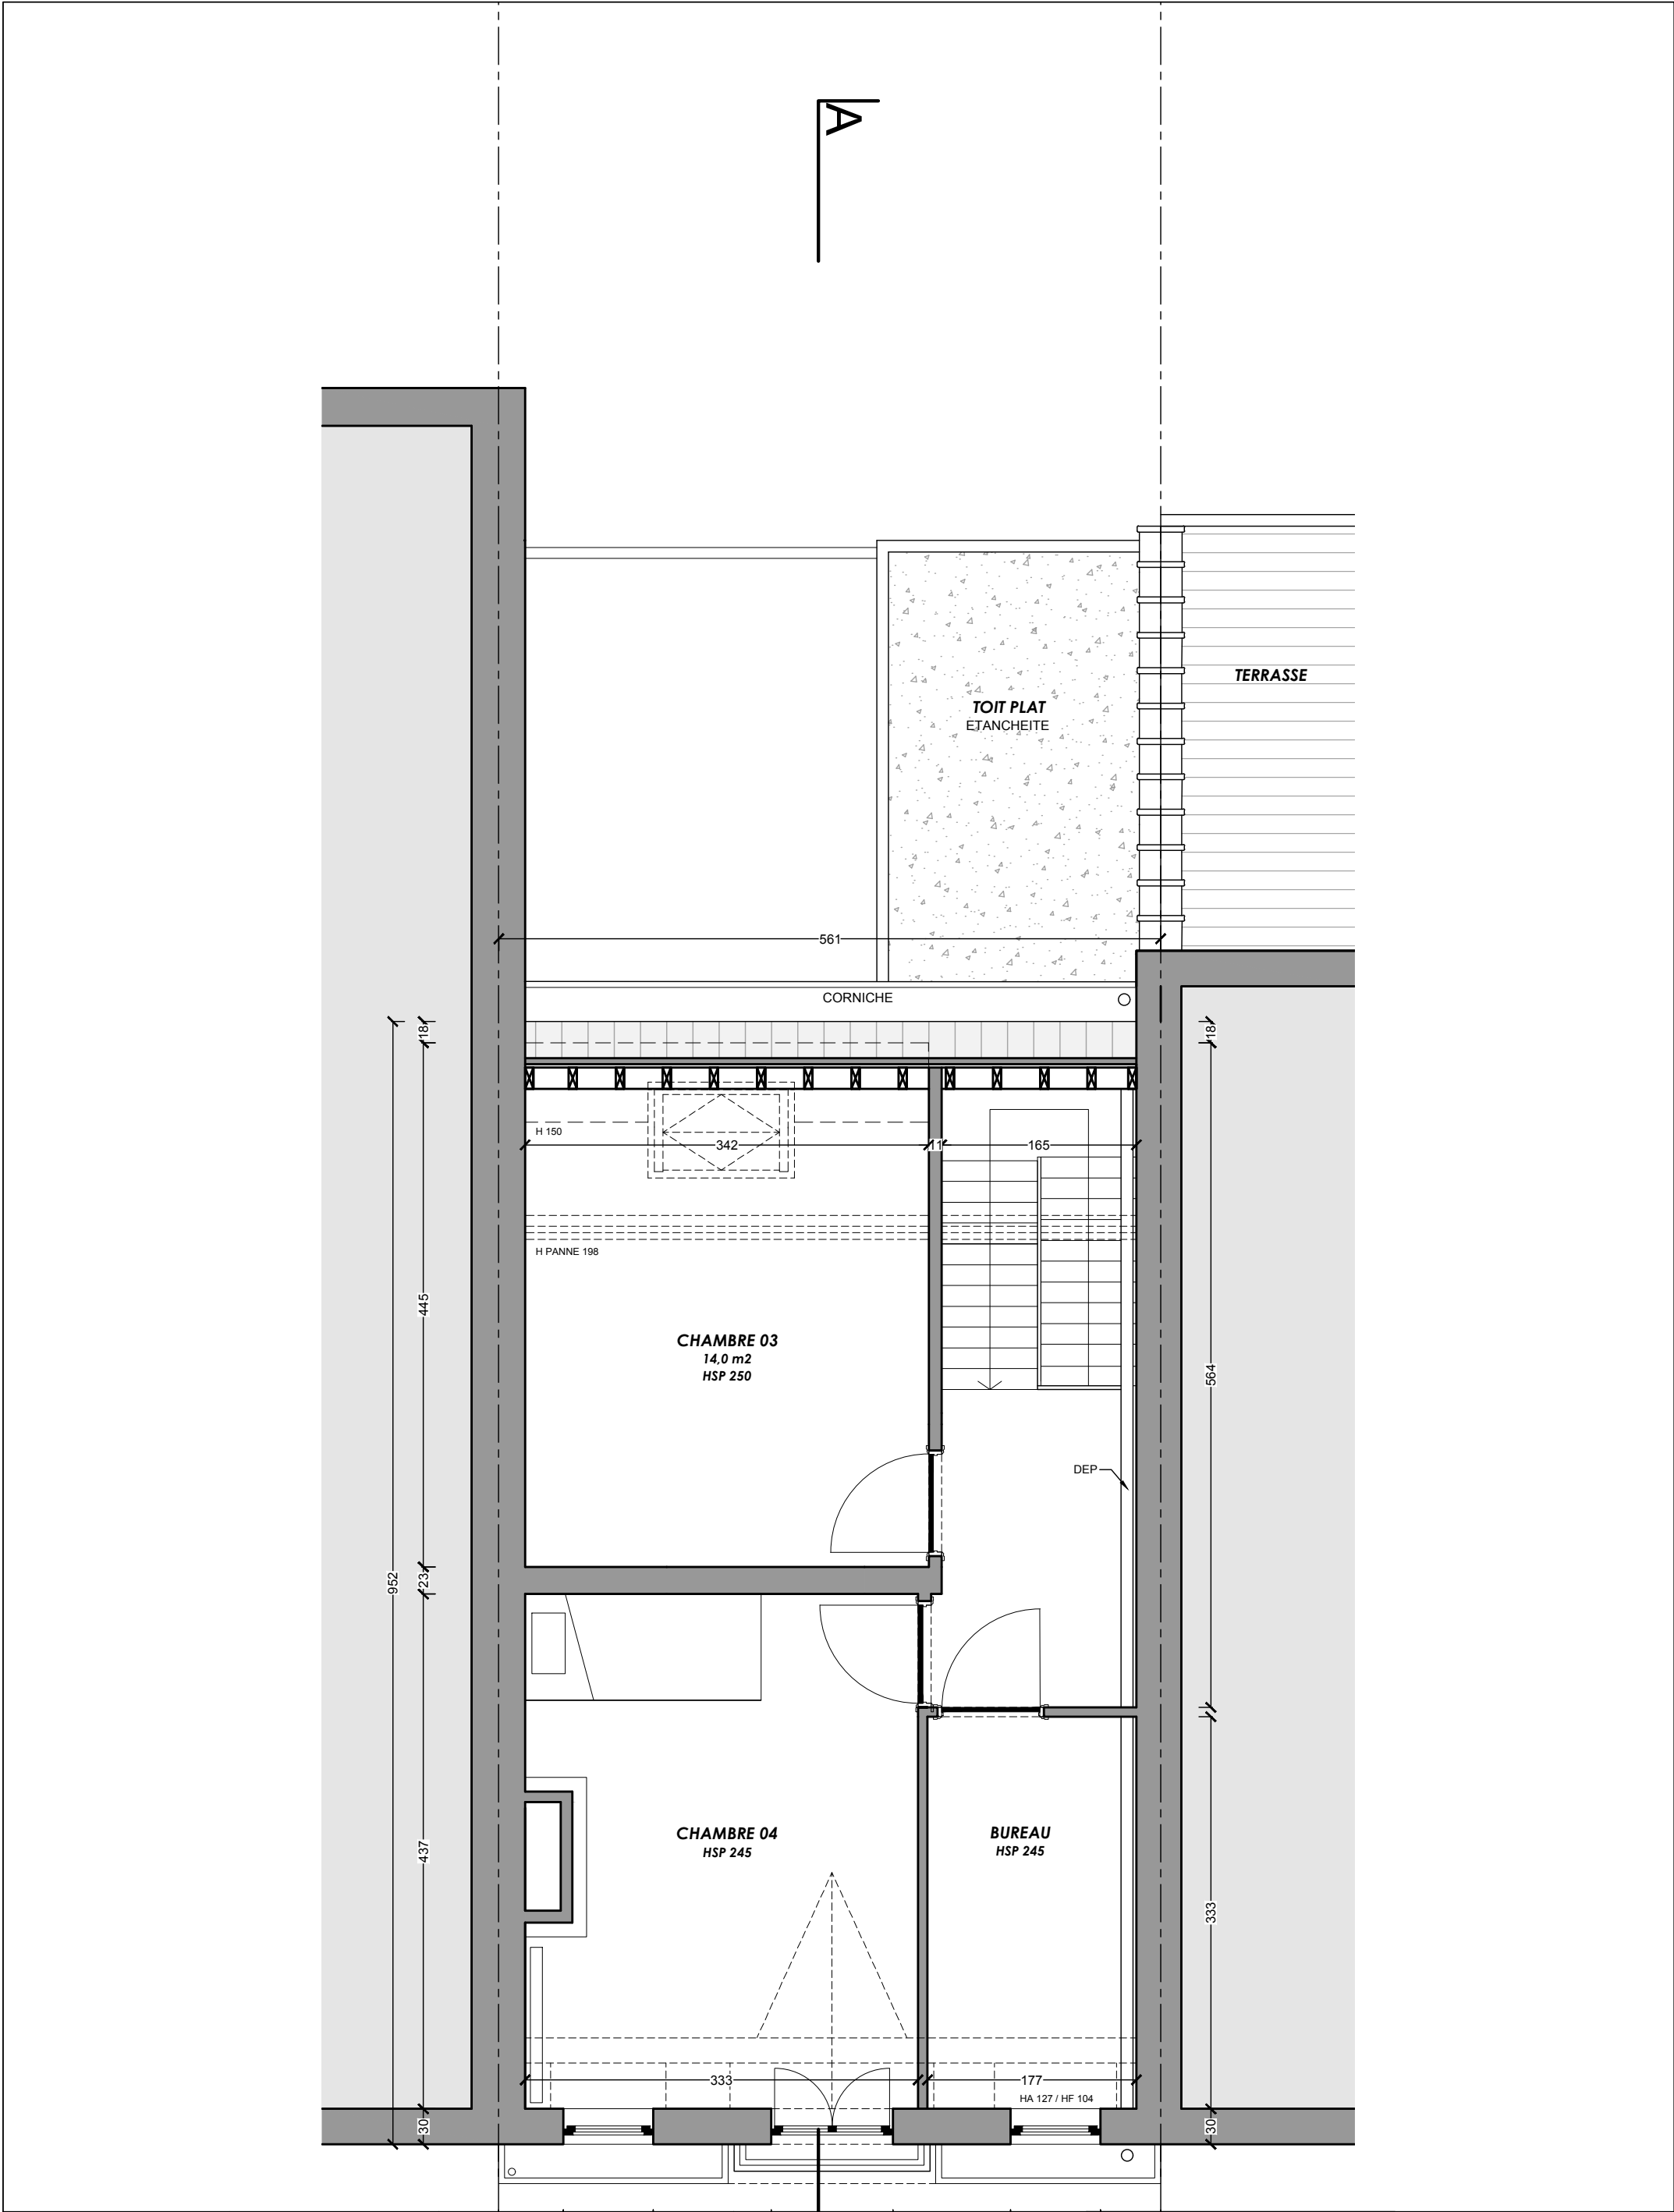 A
TERRASSE
TOIT PLAT
ETANCHEITE
561
CORNICHE
18
18
H 150
342
11
165
H PANNE 198
445
CHAMBRE 03
14,0 m2
HSP 250
564
DEP
952
23
CHAMBRE 04
HSP 245
BUREAU
HSP 245
437
333
333
177
HA 127 / HF 104
30
30